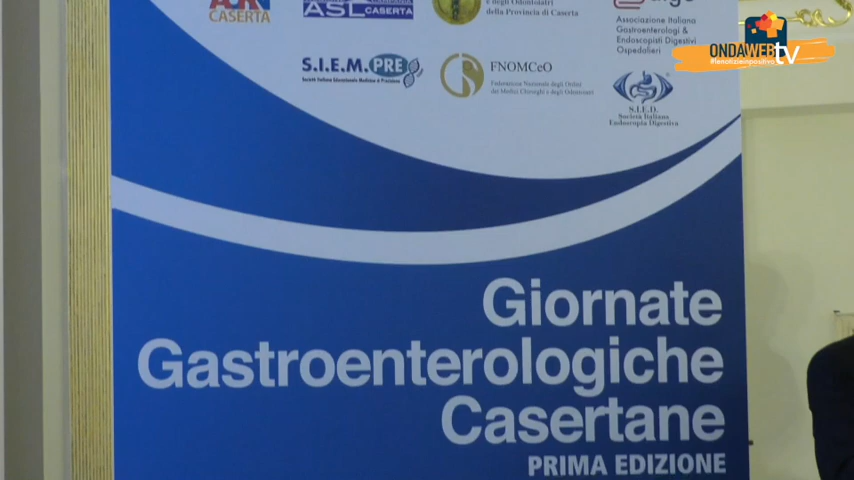 CASERTA
ASL CASERTA
e degli Odontoiatri
della Provincia di Caserta
Associazione Italiana
Gastroenterologi &
Endoscopisti Digestivi
Ospedalieri
S.I.E.M. PRE
FNOMCeO
Federazione Nazionale degli Ordini
dei Medici Chirurghi e degli Odontoiatri
S.I.E.D.
Società Italiana
Endoscopia Digestiva
ONDAWEB tv
#lenotizieinpositivo
Giornate
Gastroenterologiche
Casertane
PRIMA EDIZIONE